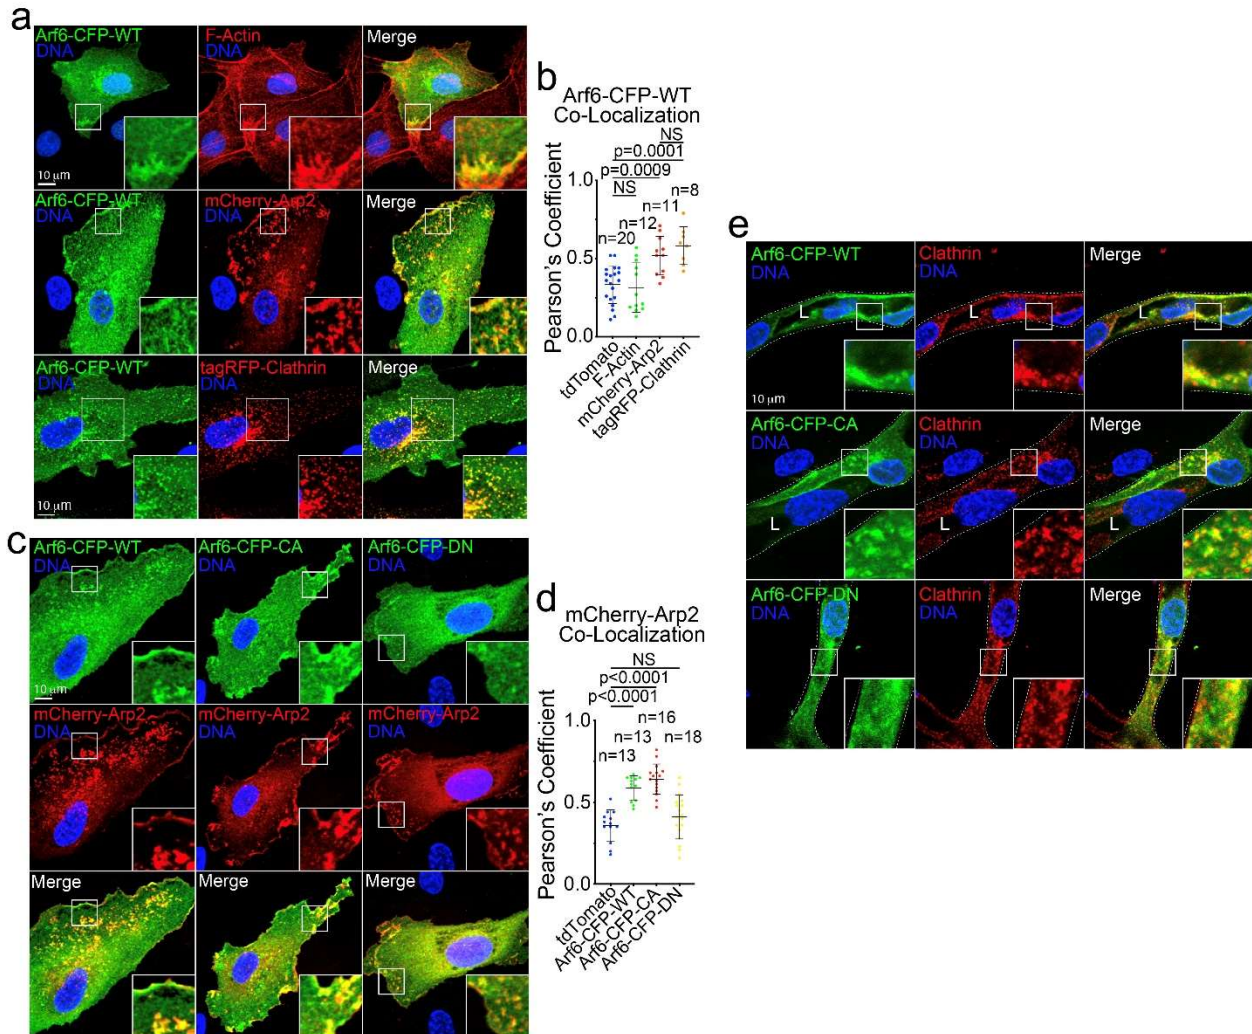 a
Arf6-CFP-WT
DNA
F-Actin
DNA
Merge
10 µm
Arf6-CFP-WT
DNA
mCherry-Arp2
DNA
Merge
Arf6-CFP-WT
DNA
tagRFP-Clathrin
DNA
Merge
10 µm
b
Arf6-CFP-WT
Co-Localization
NS
p=0.0001
p=0.0009
NS
n=20
n=12
n=11
n=8
Pearson's Coefficient
1.0
0.5
0.0
tdTomato
F-Actin
mCherry-Arp2
tagRFP-Clathrin
c
Arf6-CFP-WT
DNA
Arf6-CFP-CA
DNA
Arf6-CFP-DN
DNA
10 µm
mCherry-Arp2
DNA
mCherry-Arp2
DNA
mCherry-Arp2
DNA
Merge
Merge
Merge
d
mCherry-Arp2
Co-Localization
NS
p<0.0001
p<0.0001
n=13
n=13
n=16
n=18
Pearson's Coefficient
1.0
0.5
0.0
tdTomato
Arf6-CFP-WT
Arf6-CFP-CA
Arf6-CFP-DN
e
Arf6-CFP-WT
DNA
L
10 µm
Clathrin
DNA
L
Merge
L
Arf6-CFP-CA
DNA
L
Clathrin
DNA
L
Merge
L
Arf6-CFP-DN
DNA
Clathrin
DNA
Merge